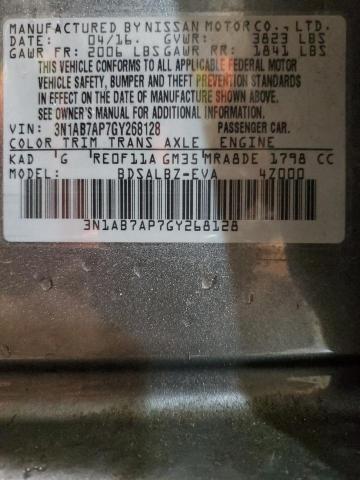 MANUFACTURED BY NISSAN MOTOR CO., LTD.
DATE: 04/16. GVWR: 3823 LBS
GAWR FR: 2006 LBS GAWR RR: 1841 LBS
THIS VEHICLE CONFORMS TO ALL APPLICABLE FEDERAL MOTOR
VEHICLE SAFETY, BUMPER AND THEFT PREVENTION STANDARDS
IN EFFECT ON THE DATE OF MANUFACTURE SHOWN ABOVE.
SEE OWNER'S MANUAL FOR ADDITIONAL INFORMATION.
VIN: 3N1AB7AP7GY268128 PASSENGER CAR.
COLOR TRIM TRANS AXLE ENGINE
KAD G RE0F11A GM35 MRA8DE 1798 CC
MODEL: BDSALBZ-EVA 4Z000
3N1AB7AP7GY268128